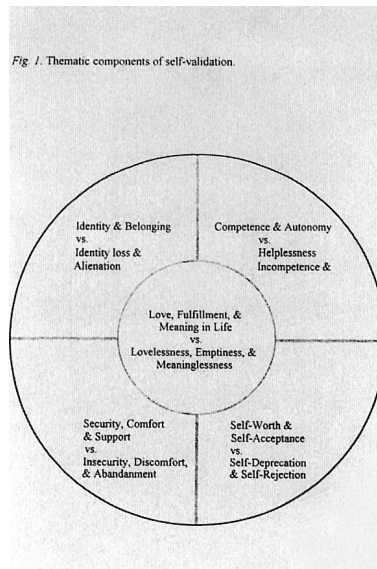 Fig. 1. Thematic components of self-validation.
Identity & Belonging
vs.
Identity loss &
Alienation
Competence & Autonomy
vs.
Helplessness
Incompetence &
Love, Fulfillment, &
Meaning in Life
vs.
Lovelessness, Emptiness, &
Meaninglessness
Security, Comfort
& Support
vs.
Insecurity, Discomfort,
& Abandanment
Self-Worth &
Self-Acceptance
vs.
Self-Deprecation
& Self-Rejection